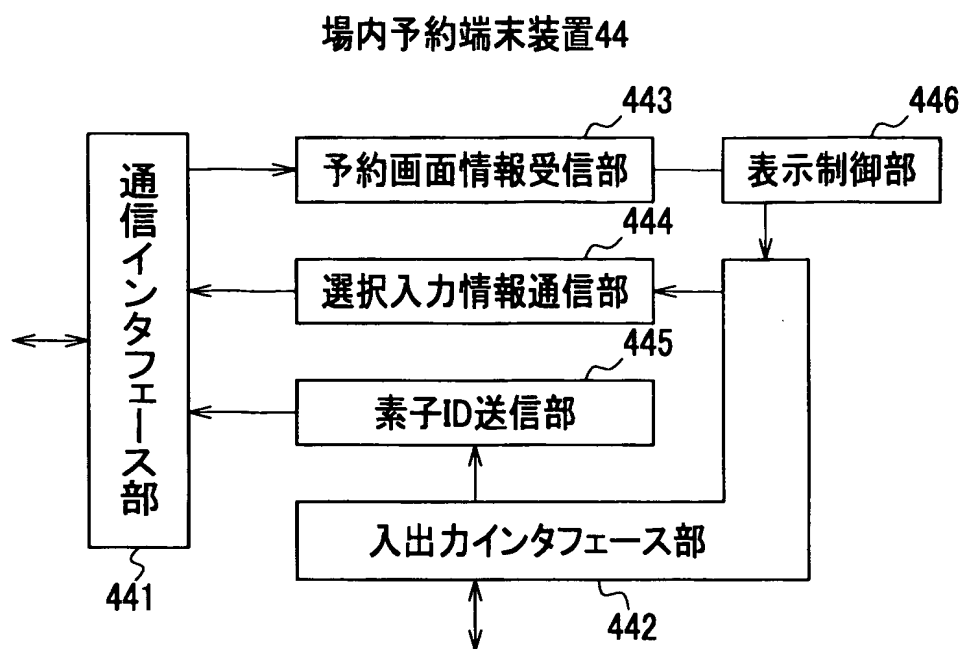 場内予約端末装置44
443
446
予約画面情報受信部
表示制御部
通信インタフェース部
444
選択入力情報通信部
445
素子ID送信部
入出力インタフェース部
441
442